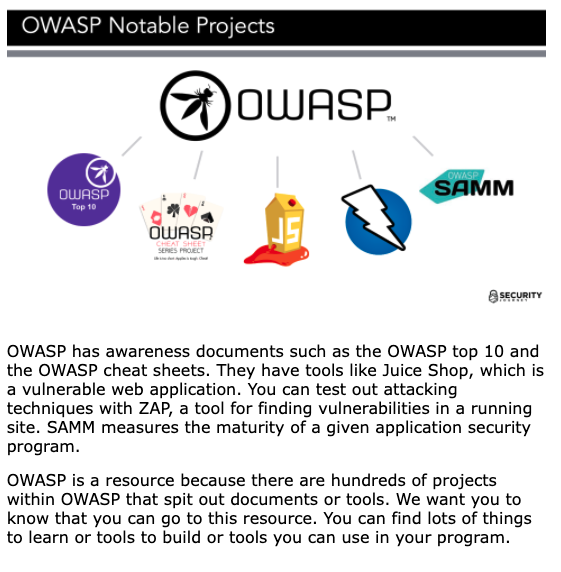 OWASP Notable Projects
OWASP™
OWASP
Top 10
OWASP
CHEAT SHEET
SERIES PROJECT
JS
OWASP
SAMM
SECURITY
JOURNEY
OWASP has awareness documents such as the OWASP top 10 and
the OWASP cheat sheets. They have tools like Juice Shop, which is
a vulnerable web application. You can test out attacking
techniques with ZAP, a tool for finding vulnerabilities in a running
site. SAMM measures the maturity of a given application security
program.
OWASP is a resource because there are hundreds of projects
within OWASP that spit out documents or tools. We want you to
know that you can go to this resource. You can find lots of things
to learn or tools to build or tools you can use in your program.